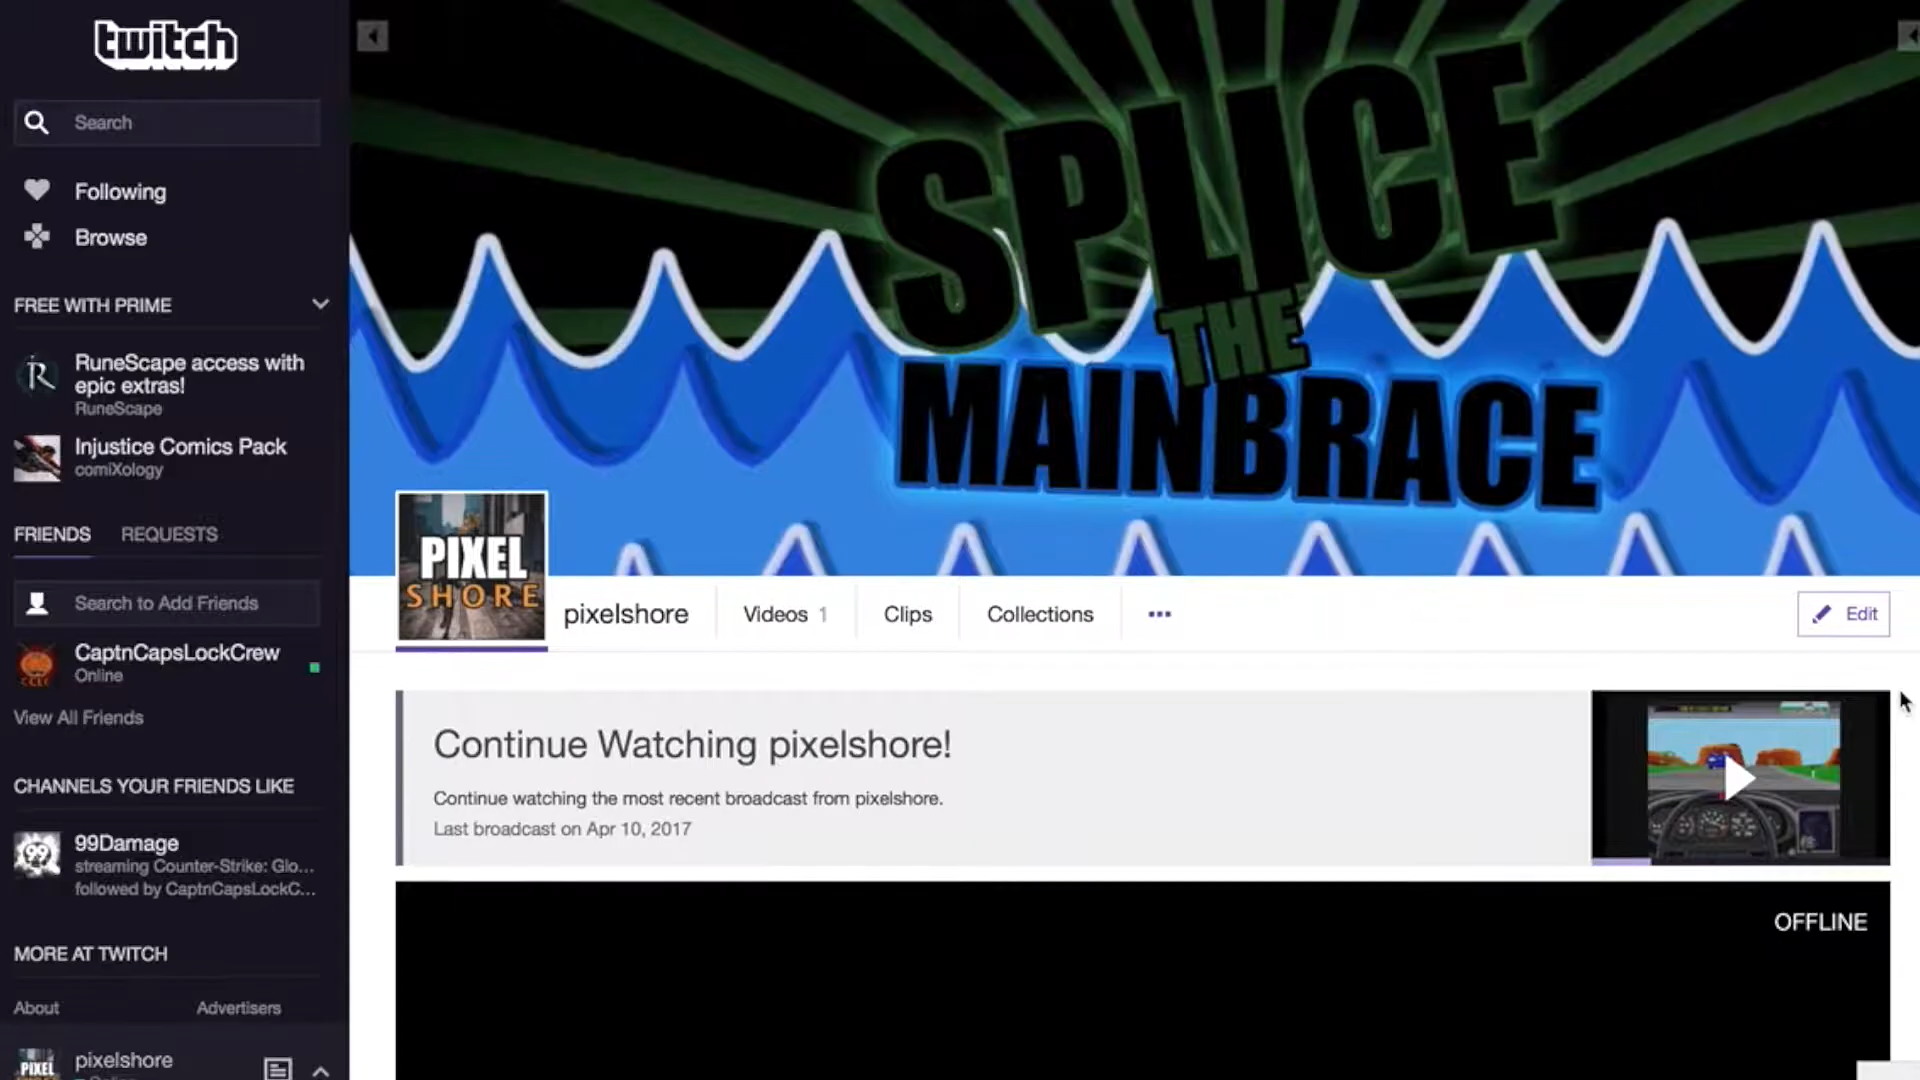 twitch
Search
Following
Browse
FREE WITH PRIME
RuneScape access with
epic extras!
RuneScape
Injustice Comics Pack
comiXology
FRIENDS REQUESTS
Search to Add Friends
CaptnCapsLockCrew
Online
View All Friends
CHANNELS YOUR FRIENDS LIKE
99Damage
streaming Counter-Strike: Glo...
followed by CaptnCapsLockC...
MORE AT TWITCH
About Advertisers
PIXEL
pixelshore
SPLICE
THE
MAINBRACE
PIXEL
SHORE
pixelshore Videos 1 Clips Collections ••• Edit
Continue Watching pixelshore!
Continue watching the most recent broadcast from pixelshore.
Last broadcast on Apr 10, 2017
OFFLINE